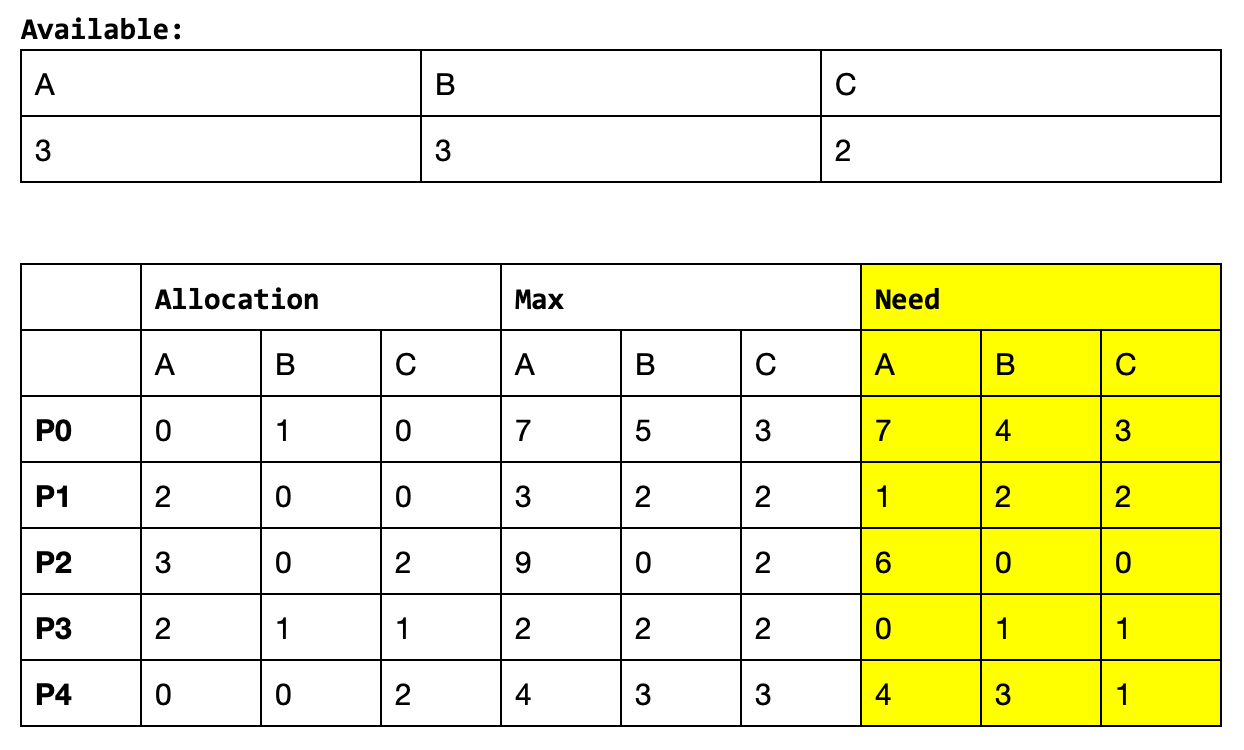 Available:
A B C
3 3 2
Allocation Max Need
A B C A B C A B C
P0 0 1 0 7 5 3 7 4 3
P1 2 0 0 3 2 2 1 2 2
P2 3 0 2 9 0 2 6 0 0
P3 2 1 1 2 2 2 0 1 1
P4 0 0 2 4 3 3 4 3 1